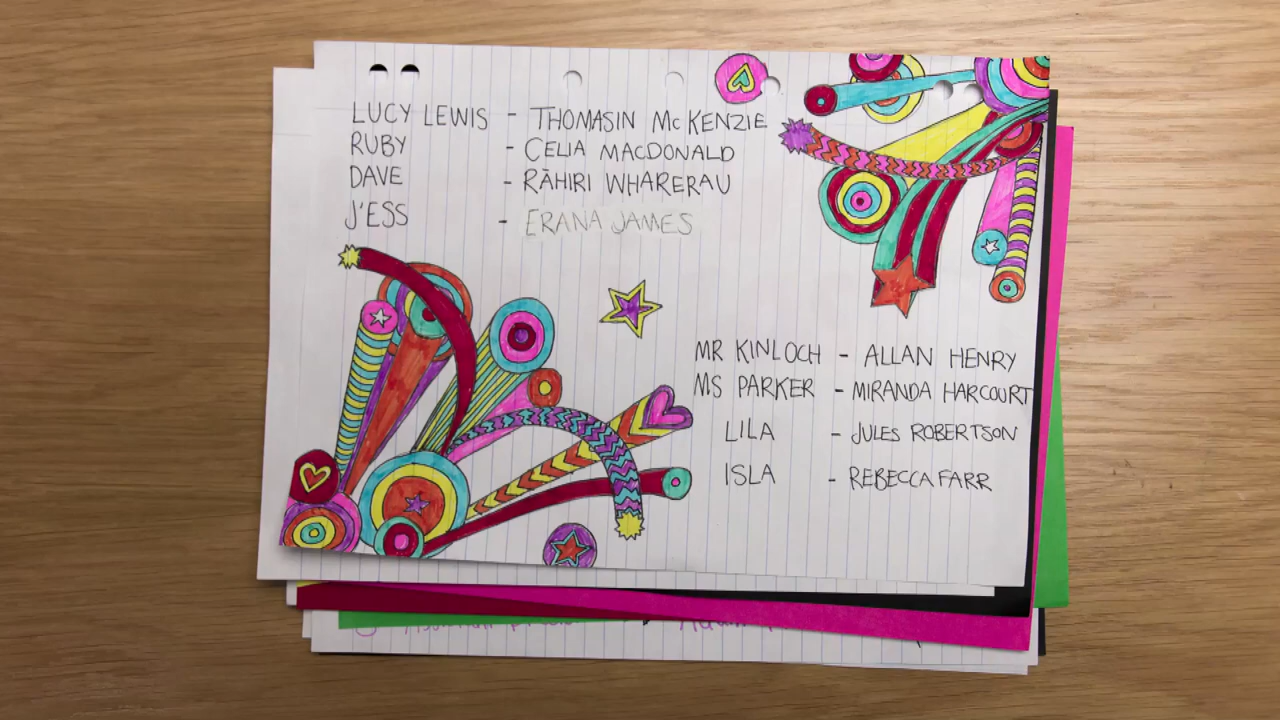 LUCY LEWIS - THOMASIN McKENZIE
RUBY - CELIA MACDONALD
DAVE - RĀHIRI WHARERAU
J'ESS - ERANA JAMES
MR KINLOCH - ALLAN HENRY
MS PARKER - MIRANDA HARCOURT
LILA - JULES ROBERTSON
ISLA - REBECCA FARR